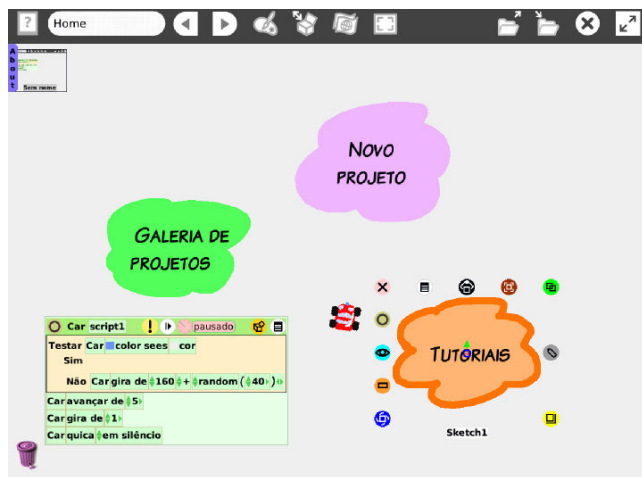 Home
About
Sem nome
NOVO
PROJETO
GALERIA DE
PROJETOS
Car script1 ! pausado
Testar Car color sees cor
Sim
Não Car gira de 160 + random ( 40 )
Car avançar de 5
Car gira de 1
Car quica em silêncio
TUTORIAIS
Sketch1